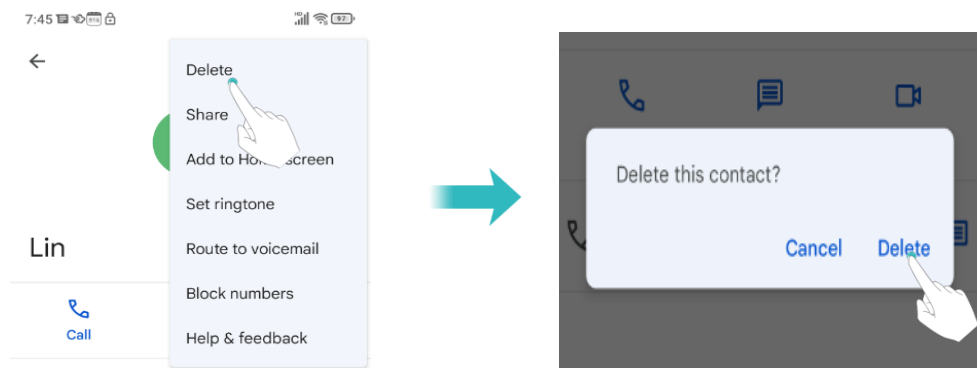 7:45
97
Delete
Share
Add to Home screen
Set ringtone
Lin
Route to voicemail
Block numbers
Call
Help & feedback
Delete this contact?
Cancel Delete